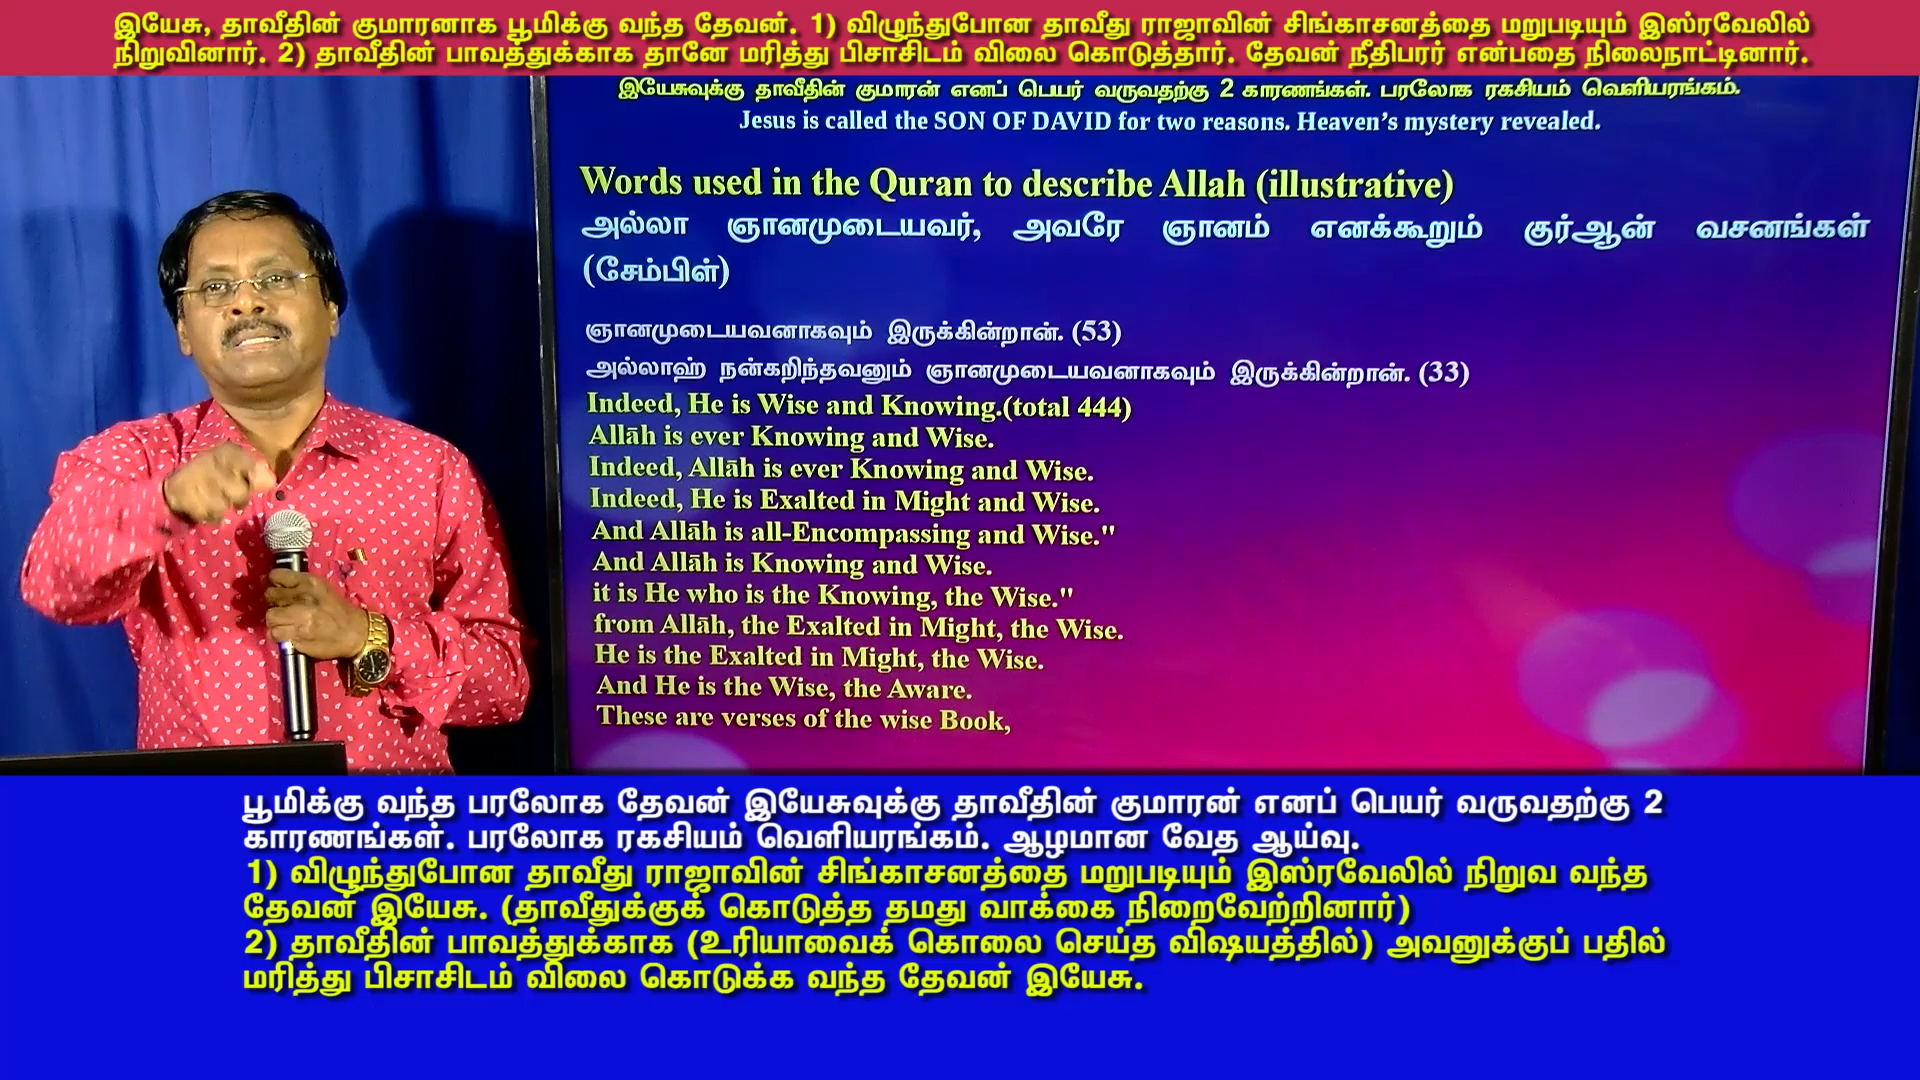 இயேசு, தாவீதின் குமாரனாக பூமிக்கு வந்த தேவன். 1) விழுந்துபோன தாவீது ராஜாவின் சிங்காசனத்தை மறுபடியும் இஸ்ரவேலில்
நிறுவினார். 2) தாவீதின் பாவத்துக்காக தானே மரித்து பிசாசிடம் விலை கொடுத்தார். தேவன் நீதிபரர் என்பதை நிலைநாட்டினார்.
இயேசுவுக்கு தாவீதின் குமாரன் எனப் பெயர் வருவதற்கு 2 காரணங்கள். பரலோக ரகசியம் வெளியரங்கம்.
Jesus is called the SON OF DAVID for two reasons. Heaven’s mystery revealed.
Words used in the Quran to describe Allah (illustrative)
அல்லா ஞானமுடையவர், அவரே ஞானம் எனக்கூறும் குர்ஆன் வசனங்கள்
(சேம்பிள்)
ஞானமுடையவனாகவும் இருக்கின்றான். (53)
அல்லாஹ் நன்கறிந்தவனும் ஞானமுடையவனாகவும் இருக்கின்றான். (33)
Indeed, He is Wise and Knowing.(total 444)
Allāh is ever Knowing and Wise.
Indeed, Allāh is ever Knowing and Wise.
Indeed, He is Exalted in Might and Wise.
And Allāh is all-Encompassing and Wise."
And Allāh is Knowing and Wise.
it is He who is the Knowing, the Wise."
from Allāh, the Exalted in Might, the Wise.
He is the Exalted in Might, the Wise.
And He is the Wise, the Aware.
These are verses of the wise Book,
பூமிக்கு வந்த பரலோக தேவன் இயேசுவுக்கு தாவீதின் குமாரன் எனப் பெயர் வருவதற்கு 2
காரணங்கள். பரலோக ரகசியம் வெளியரங்கம். ஆழமான வேத ஆய்வு.
1) விழுந்துபோன தாவீது ராஜாவின் சிங்காசனத்தை மறுபடியும் இஸ்ரவேலில் நிறுவ வந்த
தேவன் இயேசு. (தாவீதுக்குக் கொடுத்த தமது வாக்கை நிறைவேற்றினார்)
2) தாவீதின் பாவத்துக்காக (உரியாவைக் கொலை செய்த விஷயத்தில்) அவனுக்குப் பதில்
மரித்து பிசாசிடம் விலை கொடுக்க வந்த தேவன் இயேசு.